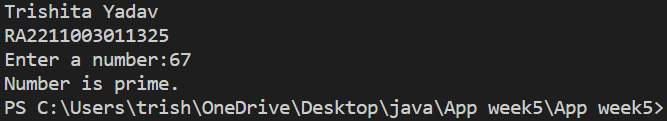 Trishita Yadav
RA2211003011325
Enter a number:67
Number is prime.
PS C:\Users\trish\OneDrive\Desktop\java\App week5\App week5>